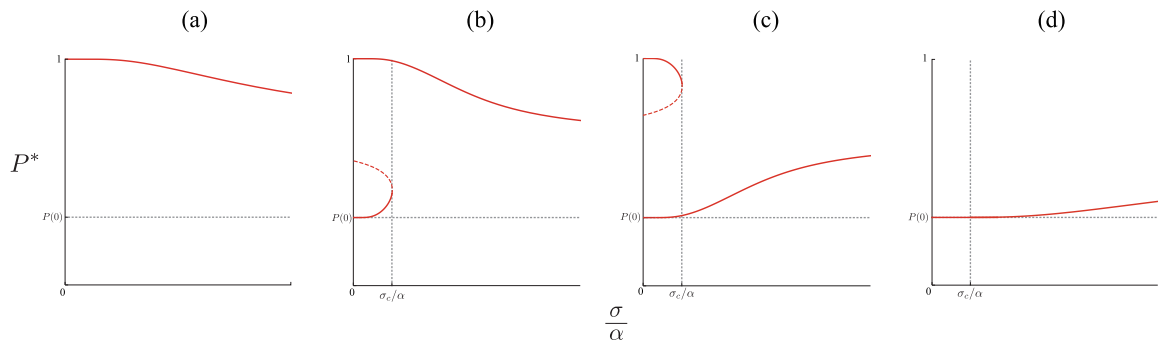 (a) (b) (c) (d)
1 1 1 1
P*
P(0) P(0) P(0) P(0)
0 0 σc/α 0 σc/α 0 σc/α
σ
α